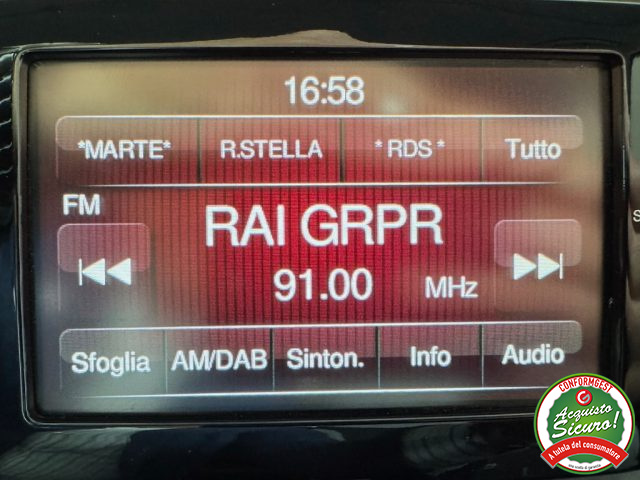 16:58
*MARTE* R.STELLA * RDS * Tutto
FM
RAI GRPR
91.00 MHz
Sfoglia AM/DAB Sinton. Info Audio
CONFORMGEST
Acquisto
Sicuro!
A tutela del consumatore
S